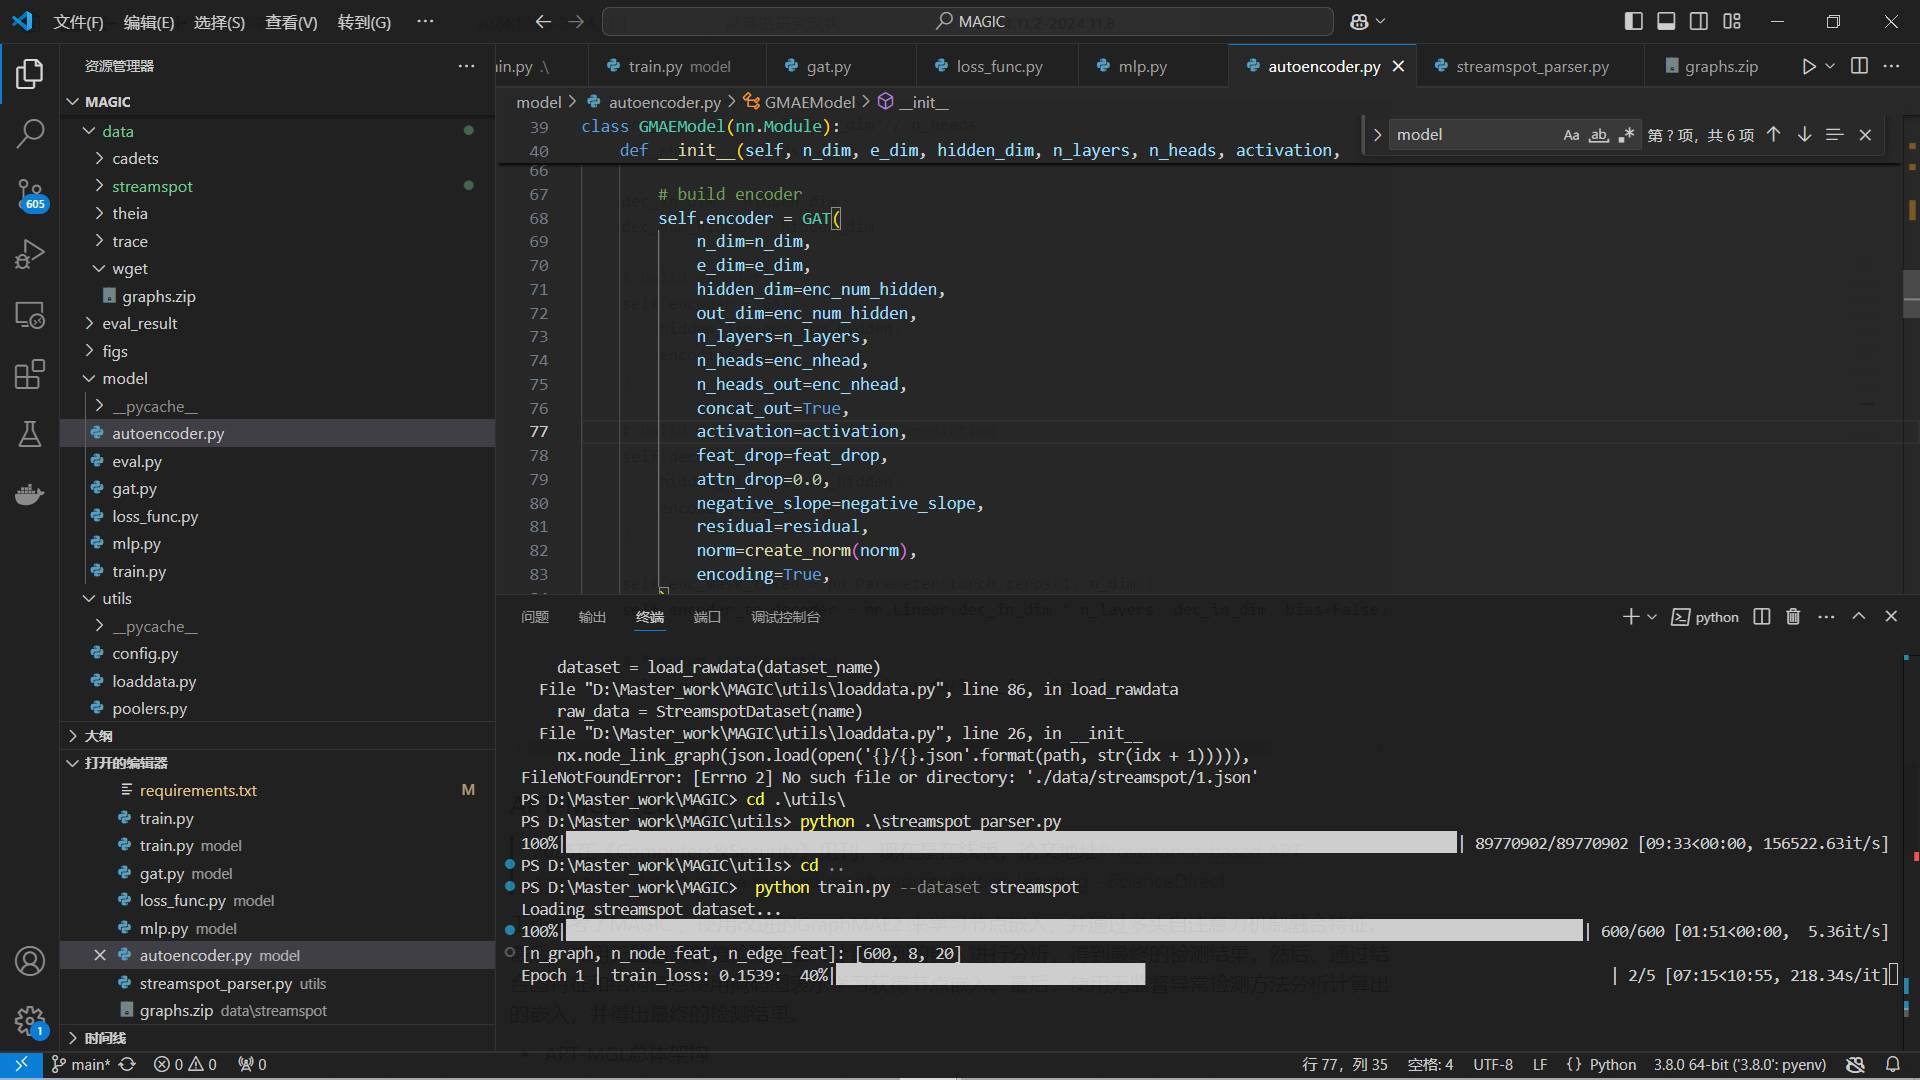 文件(F) 编辑(E) 选择(S) 查看(V) 转到(G) ··· MAGIC
资源管理器 ···
MAGIC
data
cadets
streamspot
theia
trace
wget
graphs.zip
eval_result
figs
model
__pycache__
autoencoder.py
eval.py
gat.py
loss_func.py
mlp.py
train.py
utils
__pycache__
config.py
loaddata.py
poolers.py
大纲
打开的编辑器
requirements.txt M
train.py
train.py model
gat.py model
loss_func.py model
mlp.py model
autoencoder.py model
streamspot_parser.py utils
graphs.zip data\streamspot
时间线
605
1
in.py .\ train.py model gat.py loss_func.py mlp.py autoencoder.py streamspot_parser.py graphs.zip
model > autoencoder.py > GMAEModel > __init__
model Aa ab 第 ? 项，共 6 项
39 class GMAEModel(nn.Module):
40 def __init__(self, n_dim, e_dim, hidden_dim, n_layers, n_heads, activation,
66
67 # build encoder
68 self.encoder = GAT(
69 n_dim=n_dim,
70 e_dim=e_dim,
71 hidden_dim=enc_num_hidden,
72 out_dim=enc_num_hidden,
73 n_layers=n_layers,
74 n_heads=enc_nhead,
75 n_heads_out=enc_nhead,
76 concat_out=True,
77 activation=activation,
78 feat_drop=feat_drop,
79 attn_drop=0.0,
80 negative_slope=negative_slope,
81 residual=residual,
82 norm=create_norm(norm),
83 encoding=True,
问题 输出 终端 端口 调试控制台 python
dataset = load_rawdata(dataset_name)
File "D:\Master_work\MAGIC\utils\loaddata.py", line 86, in load_rawdata
raw_data = StreamspotDataset(name)
File "D:\Master_work\MAGIC\utils\loaddata.py", line 26, in __init__
nx.node_link_graph(json.load(open('{}/{}.json'.format(path, str(idx + 1))))),
FileNotFoundError: [Errno 2] No such file or directory: './data/streamspot/1.json'
PS D:\Master_work\MAGIC> cd .\utils\
PS D:\Master_work\MAGIC\utils> python .\streamspot_parser.py
100%| | 89770902/89770902 [09:33<00:00, 156522.63it/s]
PS D:\Master_work\MAGIC\utils> cd ..
PS D:\Master_work\MAGIC> python train.py --dataset streamspot
Loading streamspot dataset...
100%| | 600/600 [01:51<00:00, 5.36it/s]
[n_graph, n_node_feat, n_edge_feat]: [600, 8, 20]
Epoch 1 | train_loss: 0.1539: 40%| | 2/5 [07:15<10:55, 218.34s/it]
main* 0 0 0 行 77，列 35 空格: 4 UTF-8 LF {} Python 3.8.0 64-bit ('3.8.0': pyenv)